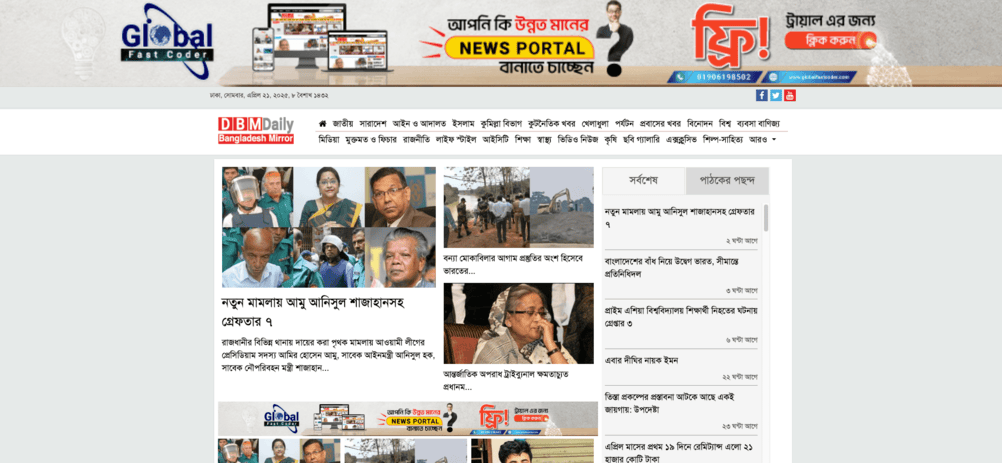 Global
Fast Coder
আপনি কি উন্নত মানের
NEWS PORTAL
বানাতে চাচ্ছেন
ফ্রি!
ট্রায়াল এর জন্য
ক্লিক করুন
01906198502
www.globalfastcoder.com
ঢাকা, সোমবার, এপ্রিল ২১, ২০২৫, ৮ বৈশাখ ১৪৩২
DBM Daily
Bangladesh Mirror
জাতীয় সারাদেশ আইন ও আদালত ইসলাম কুমিল্লা বিভাগ কুটনৈতিক খবর খেলাধুলা পর্যটন প্রবাসের খবর বিনোদন বিশ্ব ব্যবসা বাণিজ্য
মিডিয়া মুক্তমত ও ফিচার রাজনীতি লাইফ স্টাইল আইসিটি শিক্ষা স্বাস্থ্য ভিডিও নিউজ কৃষি ছবি গ্যালারি এক্সক্লুসিভ শিল্প-সাহিত্য আরও
নতুন মামলায় আমু আনিসুল শাজাহানসহ
গ্রেফতার ৭
রাজধানীর বিভিন্ন থানায় দায়ের করা পৃথক মামলায় আওয়ামী লীগের
প্রেসিডিয়াম সদস্য আমির হোসেন আমু, সাবেক আইনমন্ত্রী আনিসুল হক,
সাবেক নৌপরিবহন মন্ত্রী শাজাহান...
বন্যা মোকাবিলার আগাম প্রস্তুতির অংশ হিসেবে
ভারতের...
আন্তর্জাতিক অপরাধ ট্রাইব্যুনাল ক্ষমতাচ্যুত
প্রধানম...
সর্বশেষ
পাঠকের পছন্দ
নতুন মামলায় আমু আনিসুল শাজাহানসহ গ্রেফতার
৭
২ ঘন্টা আগে
বাংলাদেশের বাঁধ নিয়ে উদ্বেগ ভারত, সীমান্তে
প্রতিনিধিদল
৩ ঘন্টা আগে
প্রাইম এশিয়া বিশ্ববিদ্যালয় শিক্ষার্থী নিহতের ঘটনায়
গ্রেপ্তার ৩
৬ ঘন্টা আগে
এবার দীঘির নায়ক ইমন
২২ ঘন্টা আগে
তিস্তা প্রকল্পের প্রস্তাবনা আটকে আছে একই
জায়গায়: উপদেষ্টা
২৩ ঘন্টা আগে
এপ্রিল মাসের প্রথম ১৯ দিনে রেমিট্যান্স এলো ২১
হাজার কোটি টাকা
Global
Fast Coder
আপনি কি উন্নত মানের
NEWS PORTAL
বানাতে চাচ্ছেন
ফ্রি!
ট্রায়াল এর জন্য
ক্লিক করুন